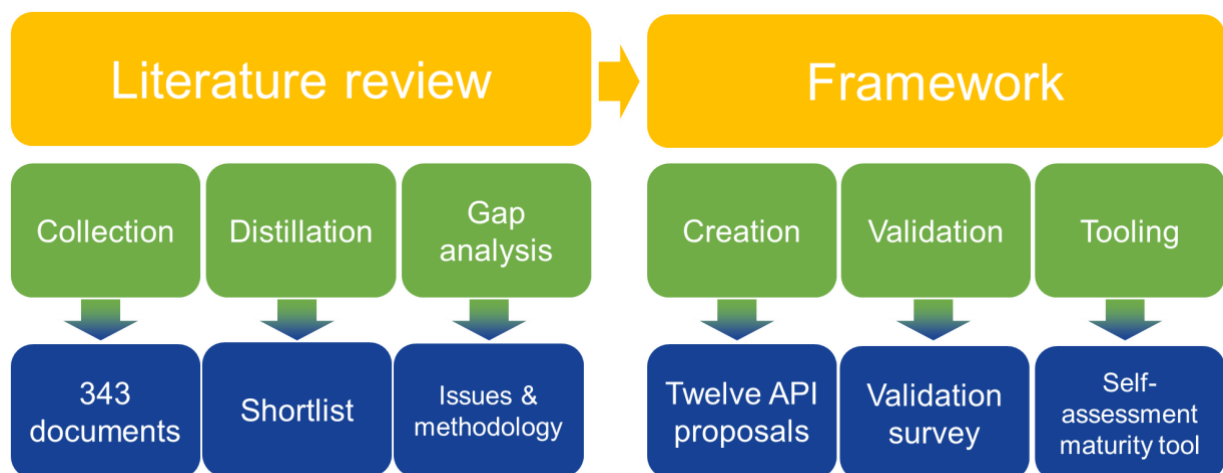 Literature review
Framework
Collection
Distillation
Gap
analysis
Creation
Validation
Tooling
343
documents
Shortlist
Issues &
methodology
Twelve API
proposals
Validation
survey
Self-
assessment
maturity tool